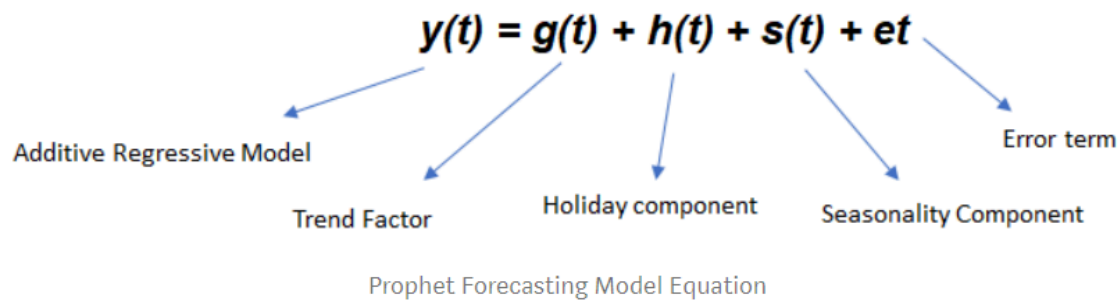 y(t) = g(t) + h(t) + s(t) + et
Additive Regressive Model
Trend Factor
Holiday component
Seasonality Component
Error term
Prophet Forecasting Model Equation